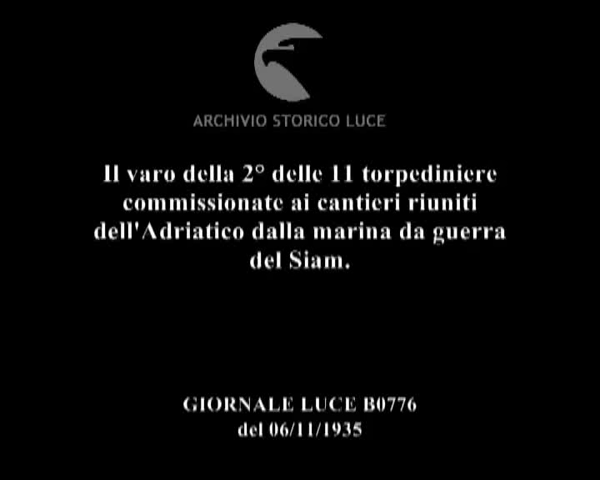 ARCHIVIO STORICO LUCE
Il varo della 2° delle 11 torpediniere
commissionate ai cantieri riuniti
dell'Adriatico dalla marina da guerra
del Siam.
GIORNALE LUCE B0776
del 06/11/1935